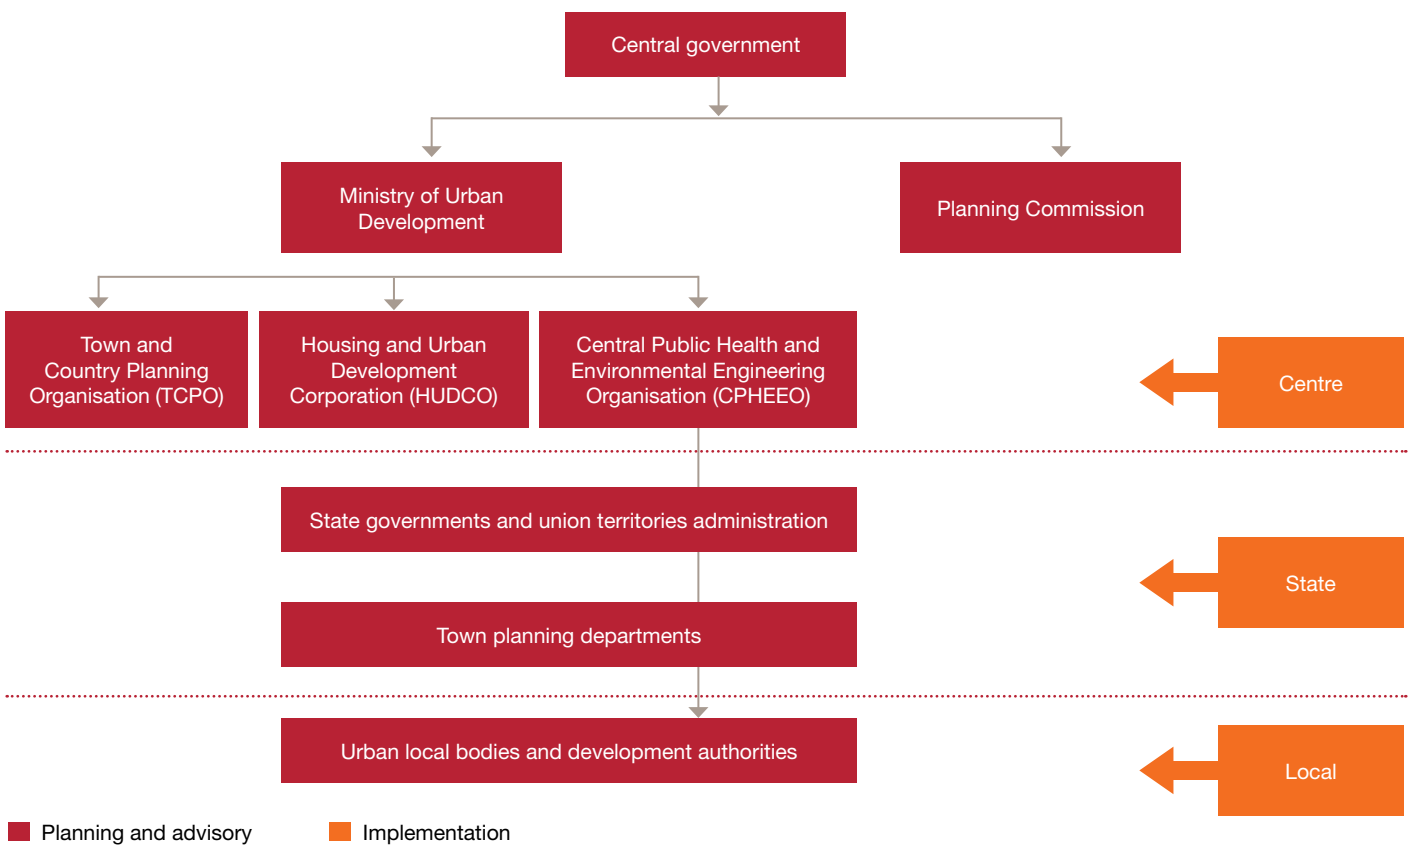 Central government
Ministry of Urban
Development
Planning Commission
Town and
Country Planning
Organisation (TCPO)
Housing and Urban
Development
Corporation (HUDCO)
Central Public Health and
Environmental Engineering
Organisation (CPHEEO)
Centre
State governments and union territories administration
State
Town planning departments
Urban local bodies and development authorities
Local
Planning and advisory
Implementation